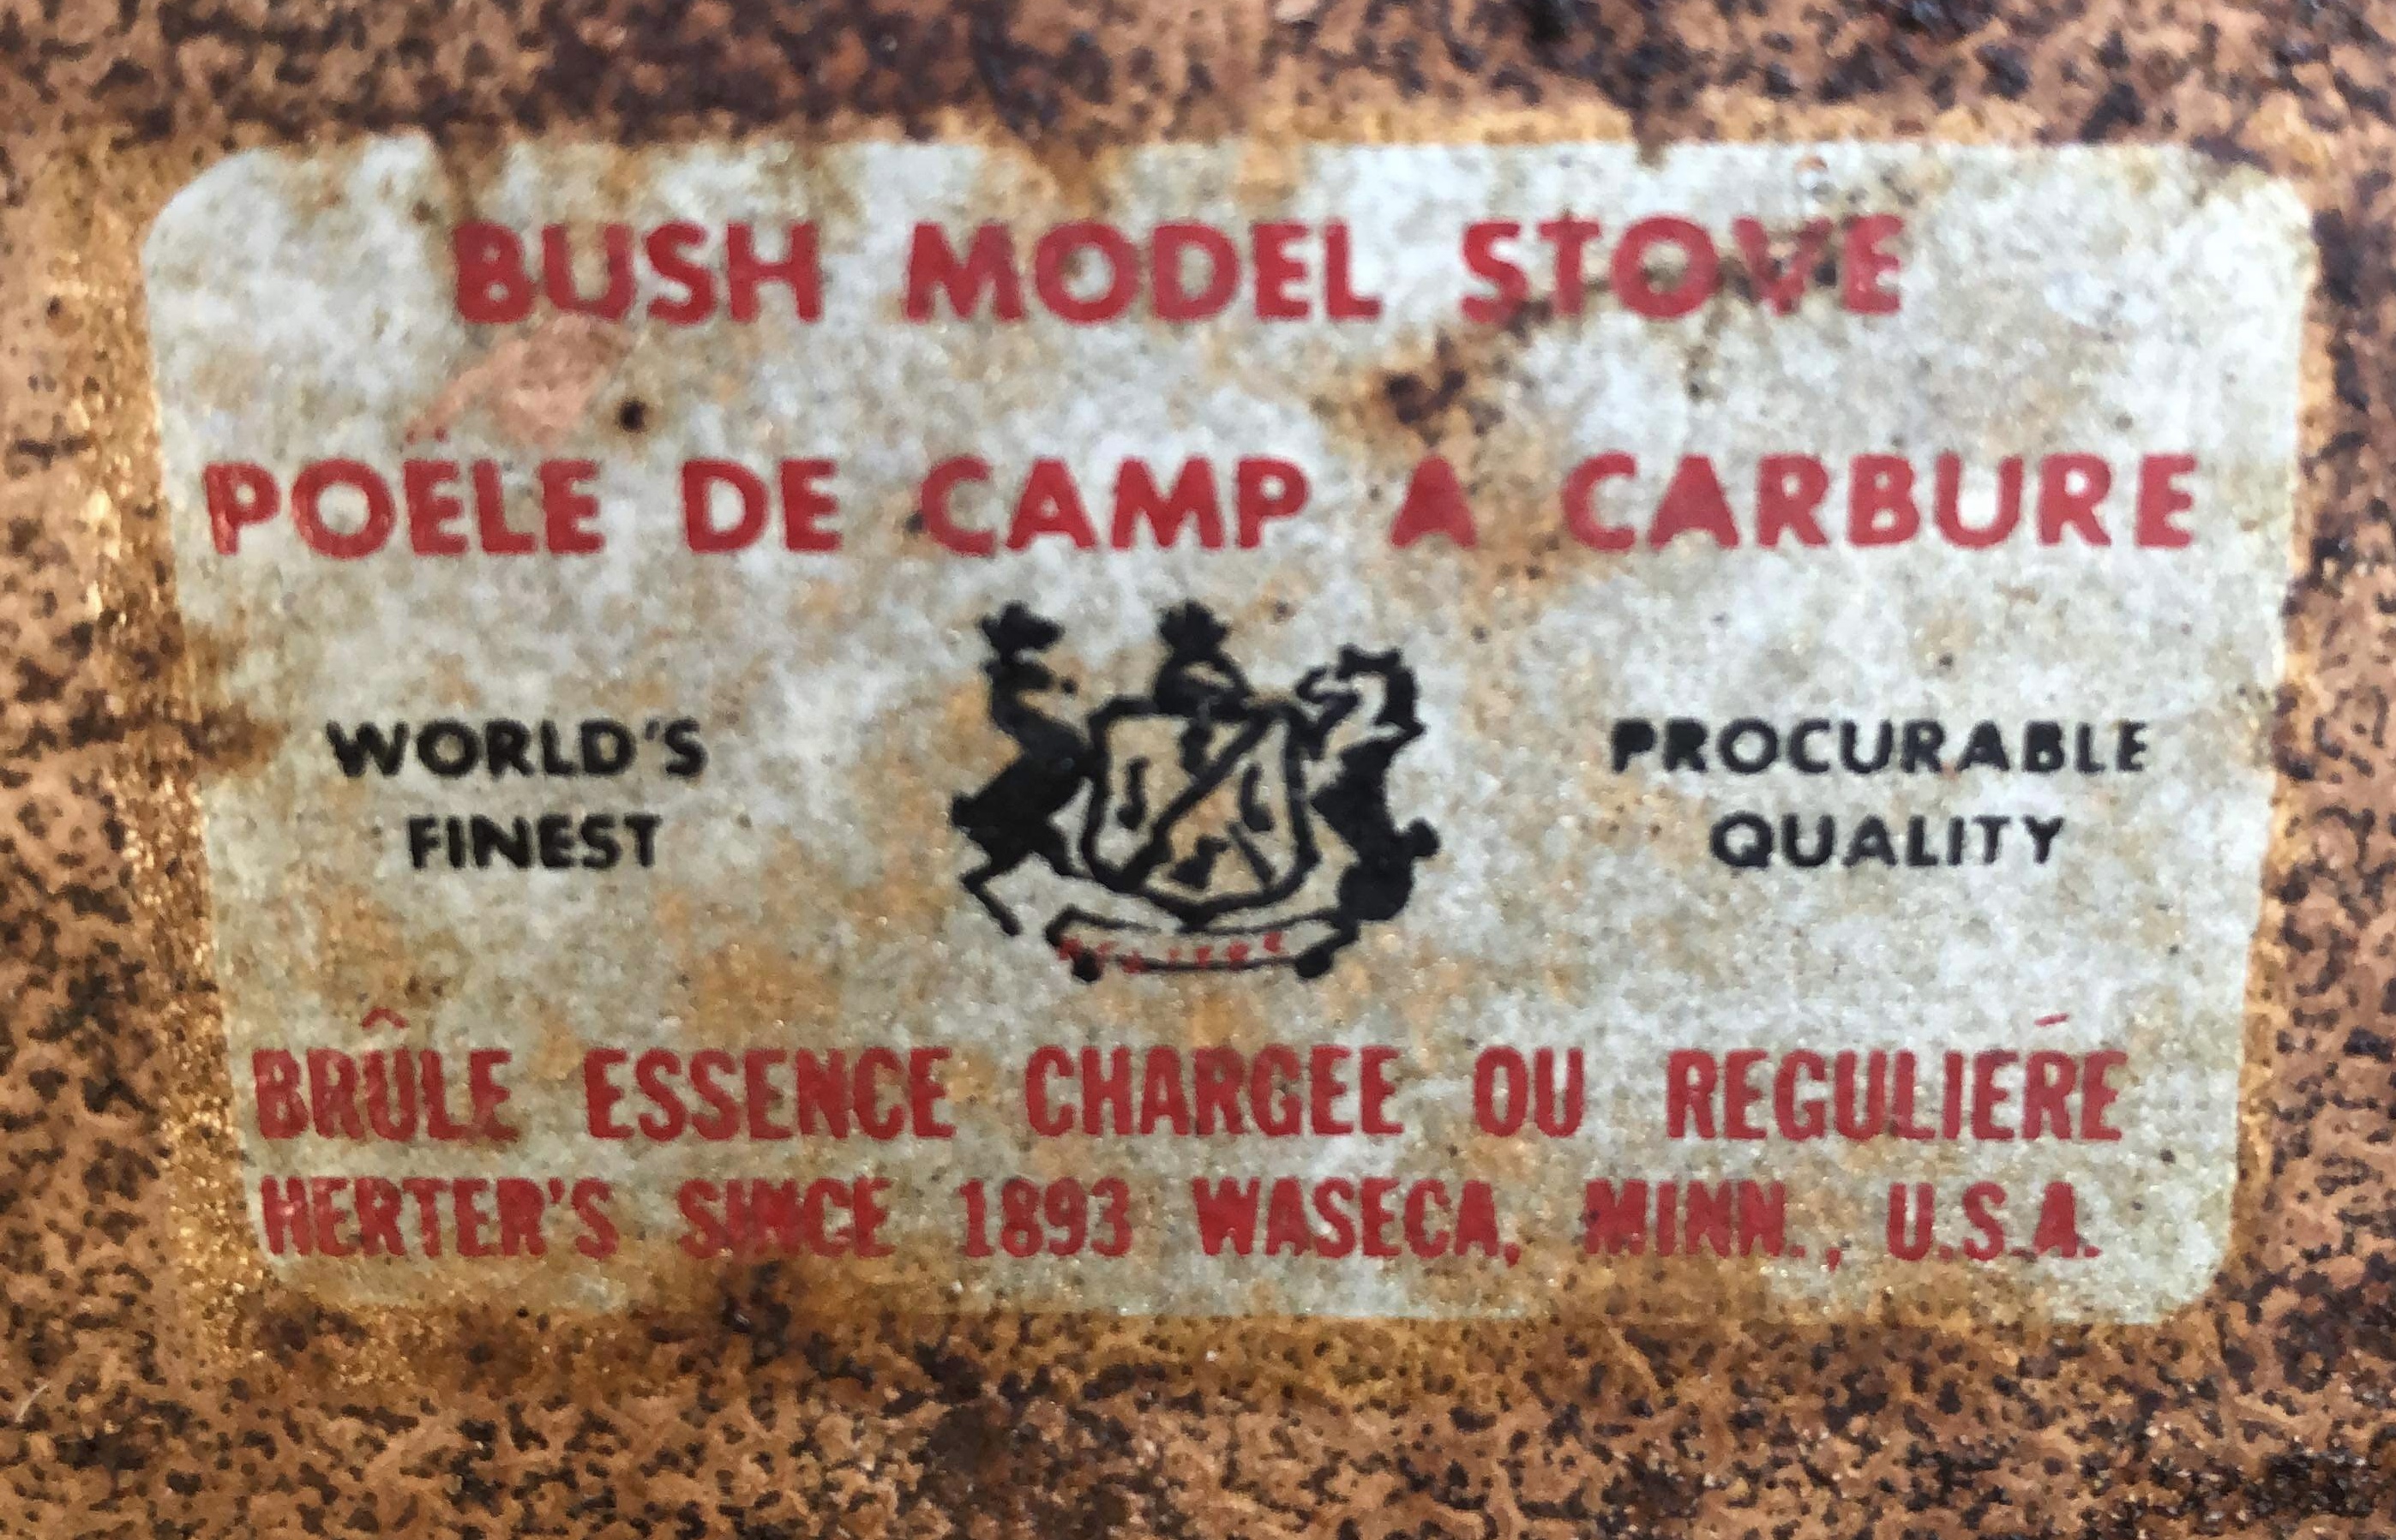 BUSH MODEL STOVE
POËLE DE CAMP A CARBURE
WORLD'S
FINEST
PROCURABLE
QUALITY
BRÛLE ESSENCE CHARGEE OU REGULIÉRE
HERTER'S SINCE 1893 WASECA, MINN., U.S.A.